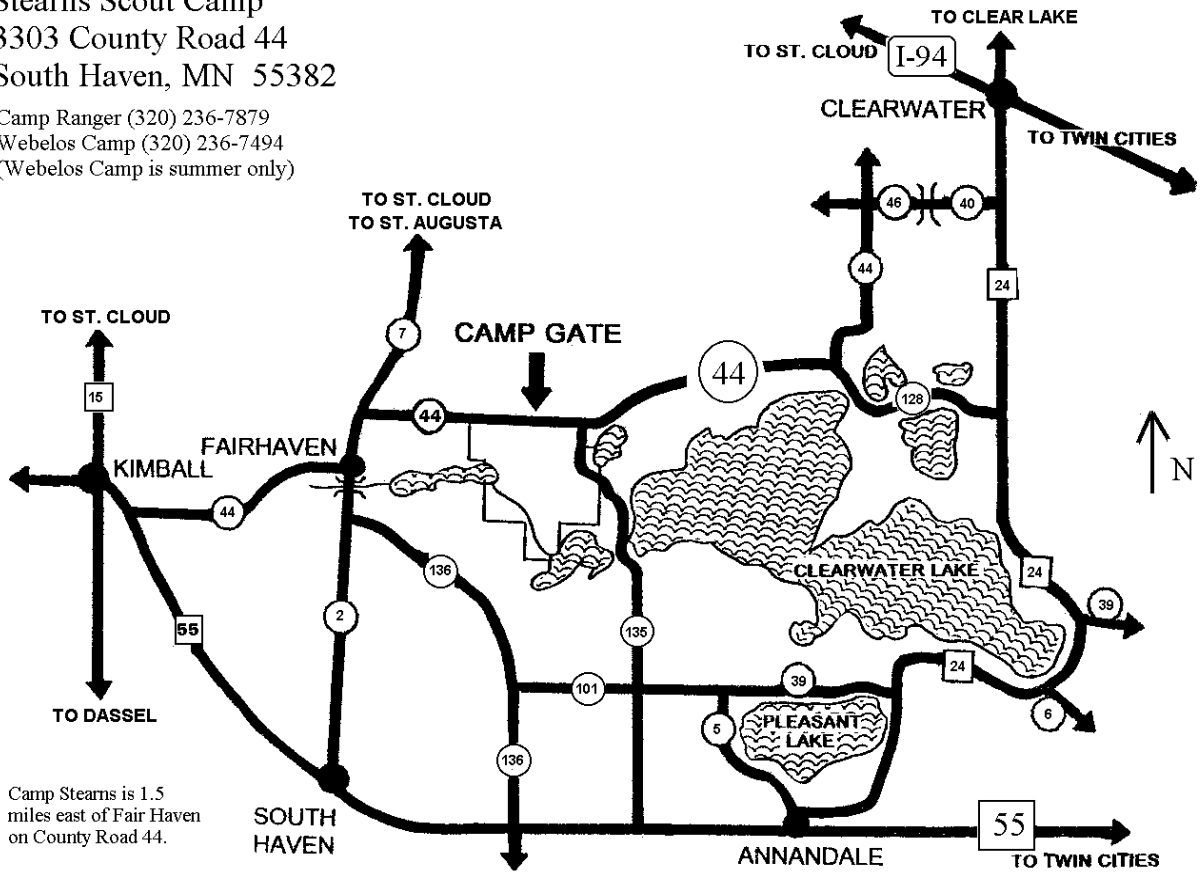 Stearns Scout Camp
3303 County Road 44
South Haven, MN 55382
Camp Ranger (320) 236-7879
Webelos Camp (320) 236-7494
(Webelos Camp is summer only)
TO CLEAR LAKE
TO ST. CLOUD
I-94
CLEARWATER
TO TWIN CITIES
46
40
44
24
TO ST. CLOUD
TO ST. AUGUSTA
7
TO ST. CLOUD
15
CAMP GATE
44
128
44
FAIRHAVEN
KIMBALL
N
44
136
CLEARWATER LAKE
24
39
2
55
135
24
101
39
6
TO DASSEL
5
PLEASANT
LAKE
136
Camp Stearns is 1.5
miles east of Fair Haven
on County Road 44.
SOUTH
HAVEN
55
ANNANDALE
TO TWIN CITIES